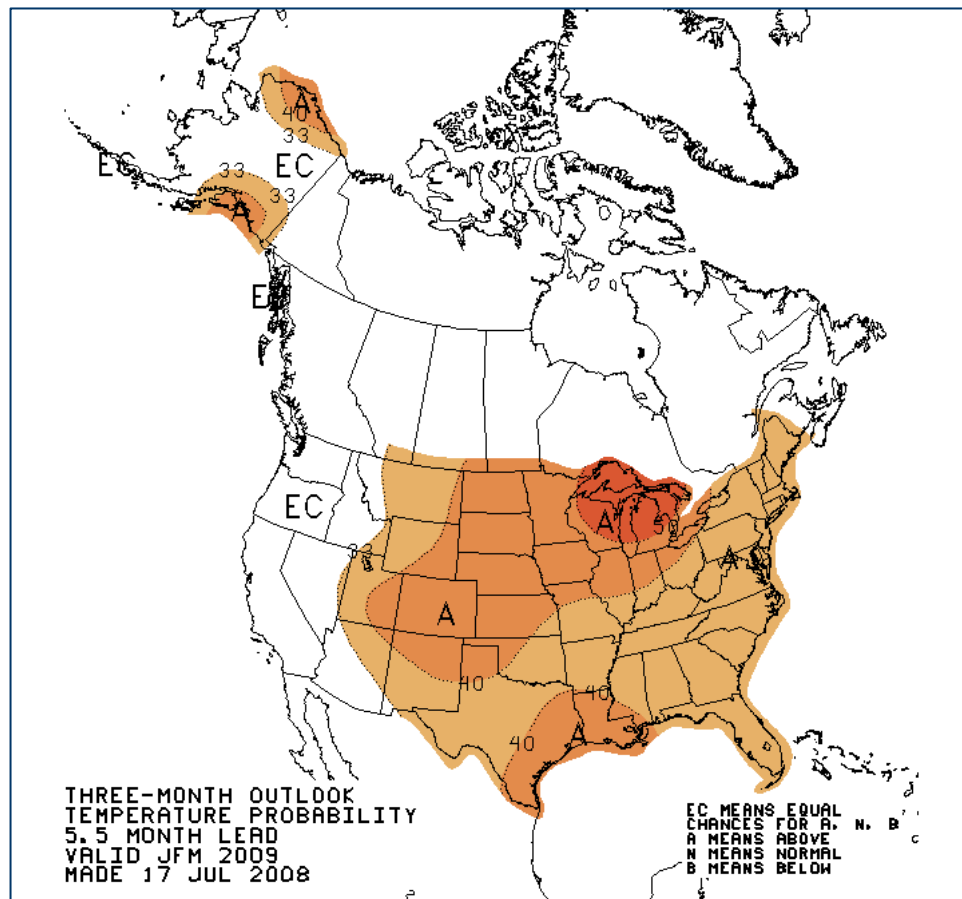 A
40
33
EC
EC
33
33
A
EC
EC
A
50
A
33
A
40
40
40
A
THREE-MONTH OUTLOOK
TEMPERATURE PROBABILITY
5.5 MONTH LEAD
VALID JFM 2009
MADE 17 JUL 2008
EC MEANS EQUAL
CHANCES FOR A, N, B
A MEANS ABOVE
N MEANS NORMAL
B MEANS BELOW